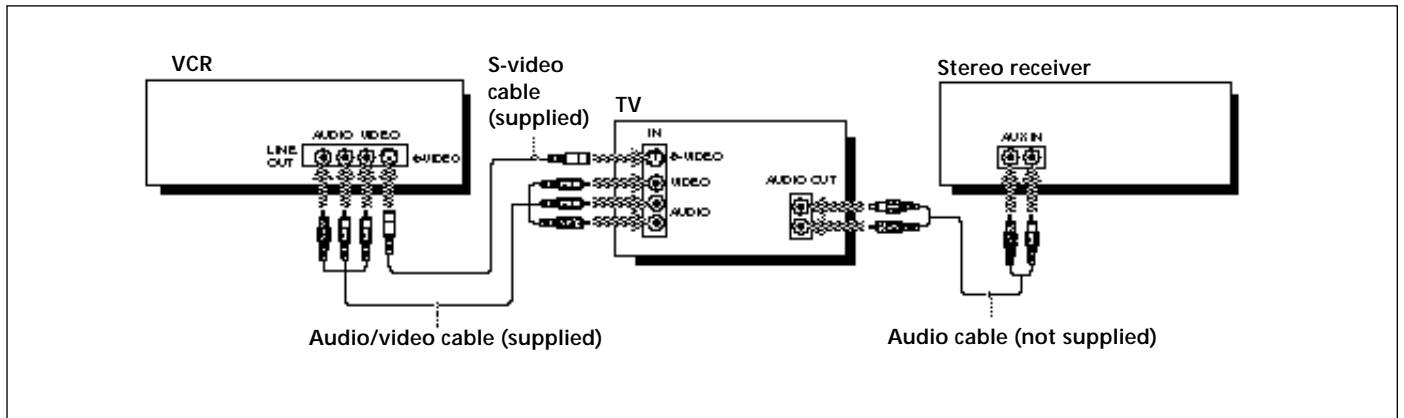 VCR
LINE
OUT
AUDIO VIDEO
S-VIDEO
S-video
cable
(supplied)
TV
IN
S-VIDEO
VIDEO
AUDIO
AUDIO OUT
Stereo receiver
AUX IN
Audio/video cable (supplied)
Audio cable (not supplied)